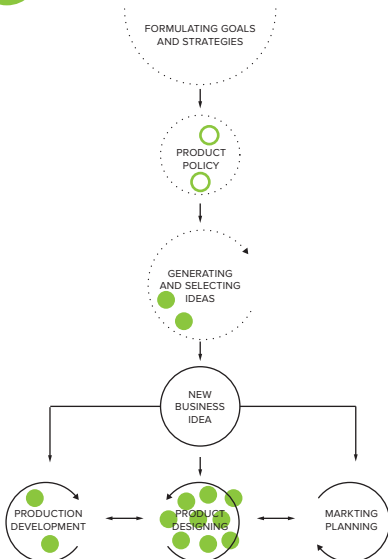 FORMULATING GOALS
AND STRATEGIES
PRODUCT
POLICY
GENERATING
AND SELECTING
IDEAS
NEW
BUSINESS
IDEA
PRODUCTION
DEVELOPMENT
PRODUCT
DESIGNING
MARKTING
PLANNING